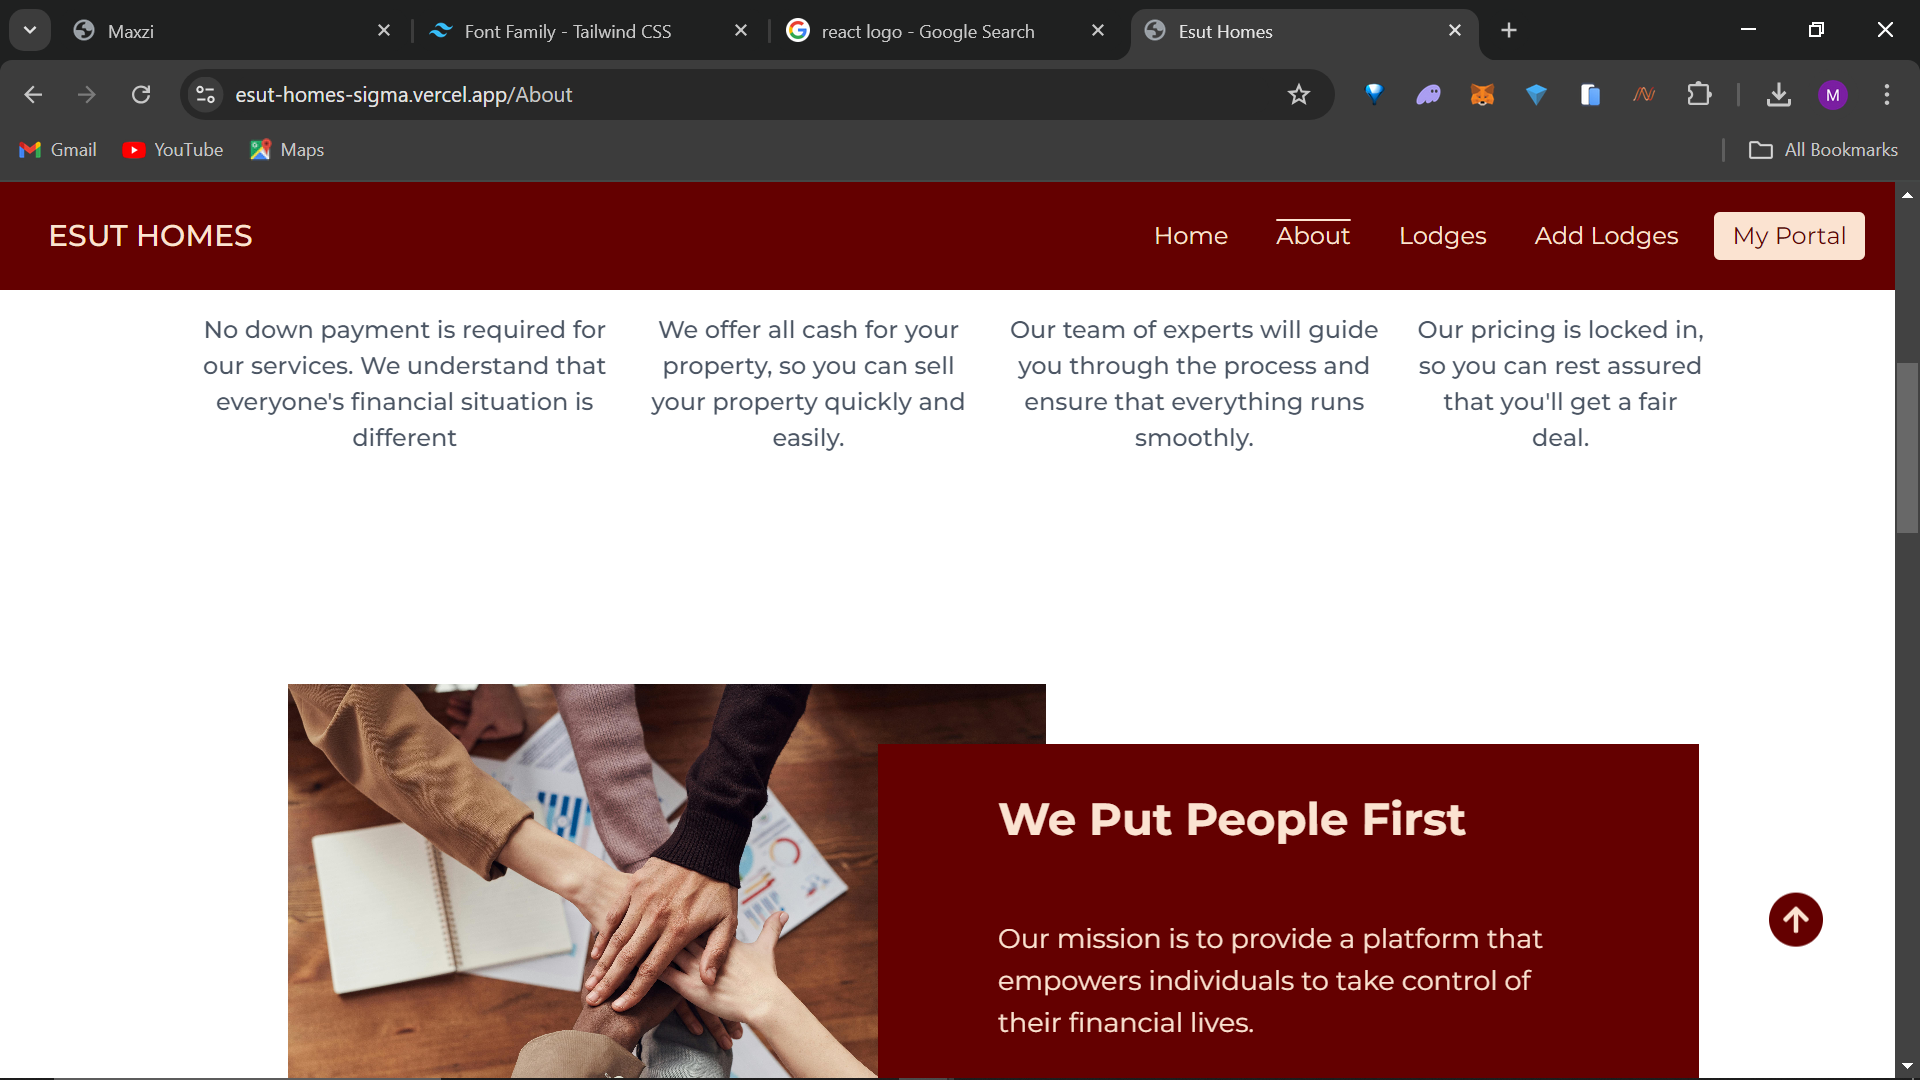 Maxzi
Font Family - Tailwind CSS
react logo - Google Search
Esut Homes
esut-homes-sigma.vercel.app/About
M
Gmail
YouTube
Maps
All Bookmarks
ESUT HOMES
Home
About
Lodges
Add Lodges
My Portal
No down payment is required for
our services. We understand that
everyone's financial situation is
different
We offer all cash for your
property, so you can sell
your property quickly and
easily.
Our team of experts will guide
you through the process and
ensure that everything runs
smoothly.
Our pricing is locked in,
so you can rest assured
that you'll get a fair
deal.
We Put People First
Our mission is to provide a platform that
empowers individuals to take control of
their financial lives.